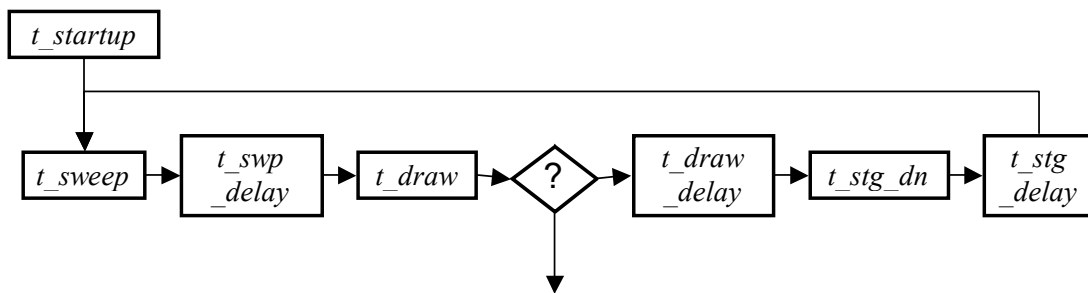 t_startup
t_sweep
t_swp
_delay
t_draw
?
t_draw
_delay
t_stg_dn
t_stg
_delay